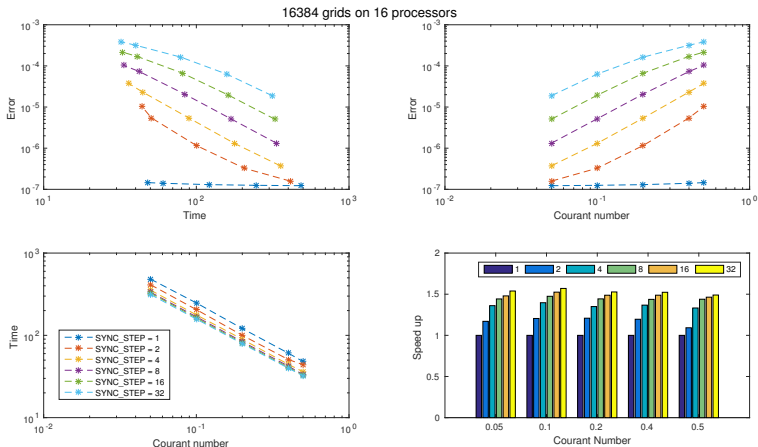 16384 grids on 16 processors
10^-3
10^-4
10^-5
10^-6
10^-7
Error
10^1
10^2
10^3
Time
10^-3
10^-4
10^-5
10^-6
10^-7
Error
10^-2
10^-1
10^0
Courant number
10^3
10^2
10^1
Time
SYNC_STEP = 1
SYNC_STEP = 2
SYNC_STEP = 4
SYNC_STEP = 8
SYNC_STEP = 16
SYNC_STEP = 32
10^-2
10^-1
10^0
Courant number
1 2 4 8 16 32
2
1.5
1
0.5
0
Speed up
0.05 0.1 0.2 0.4 0.5
Courant Number